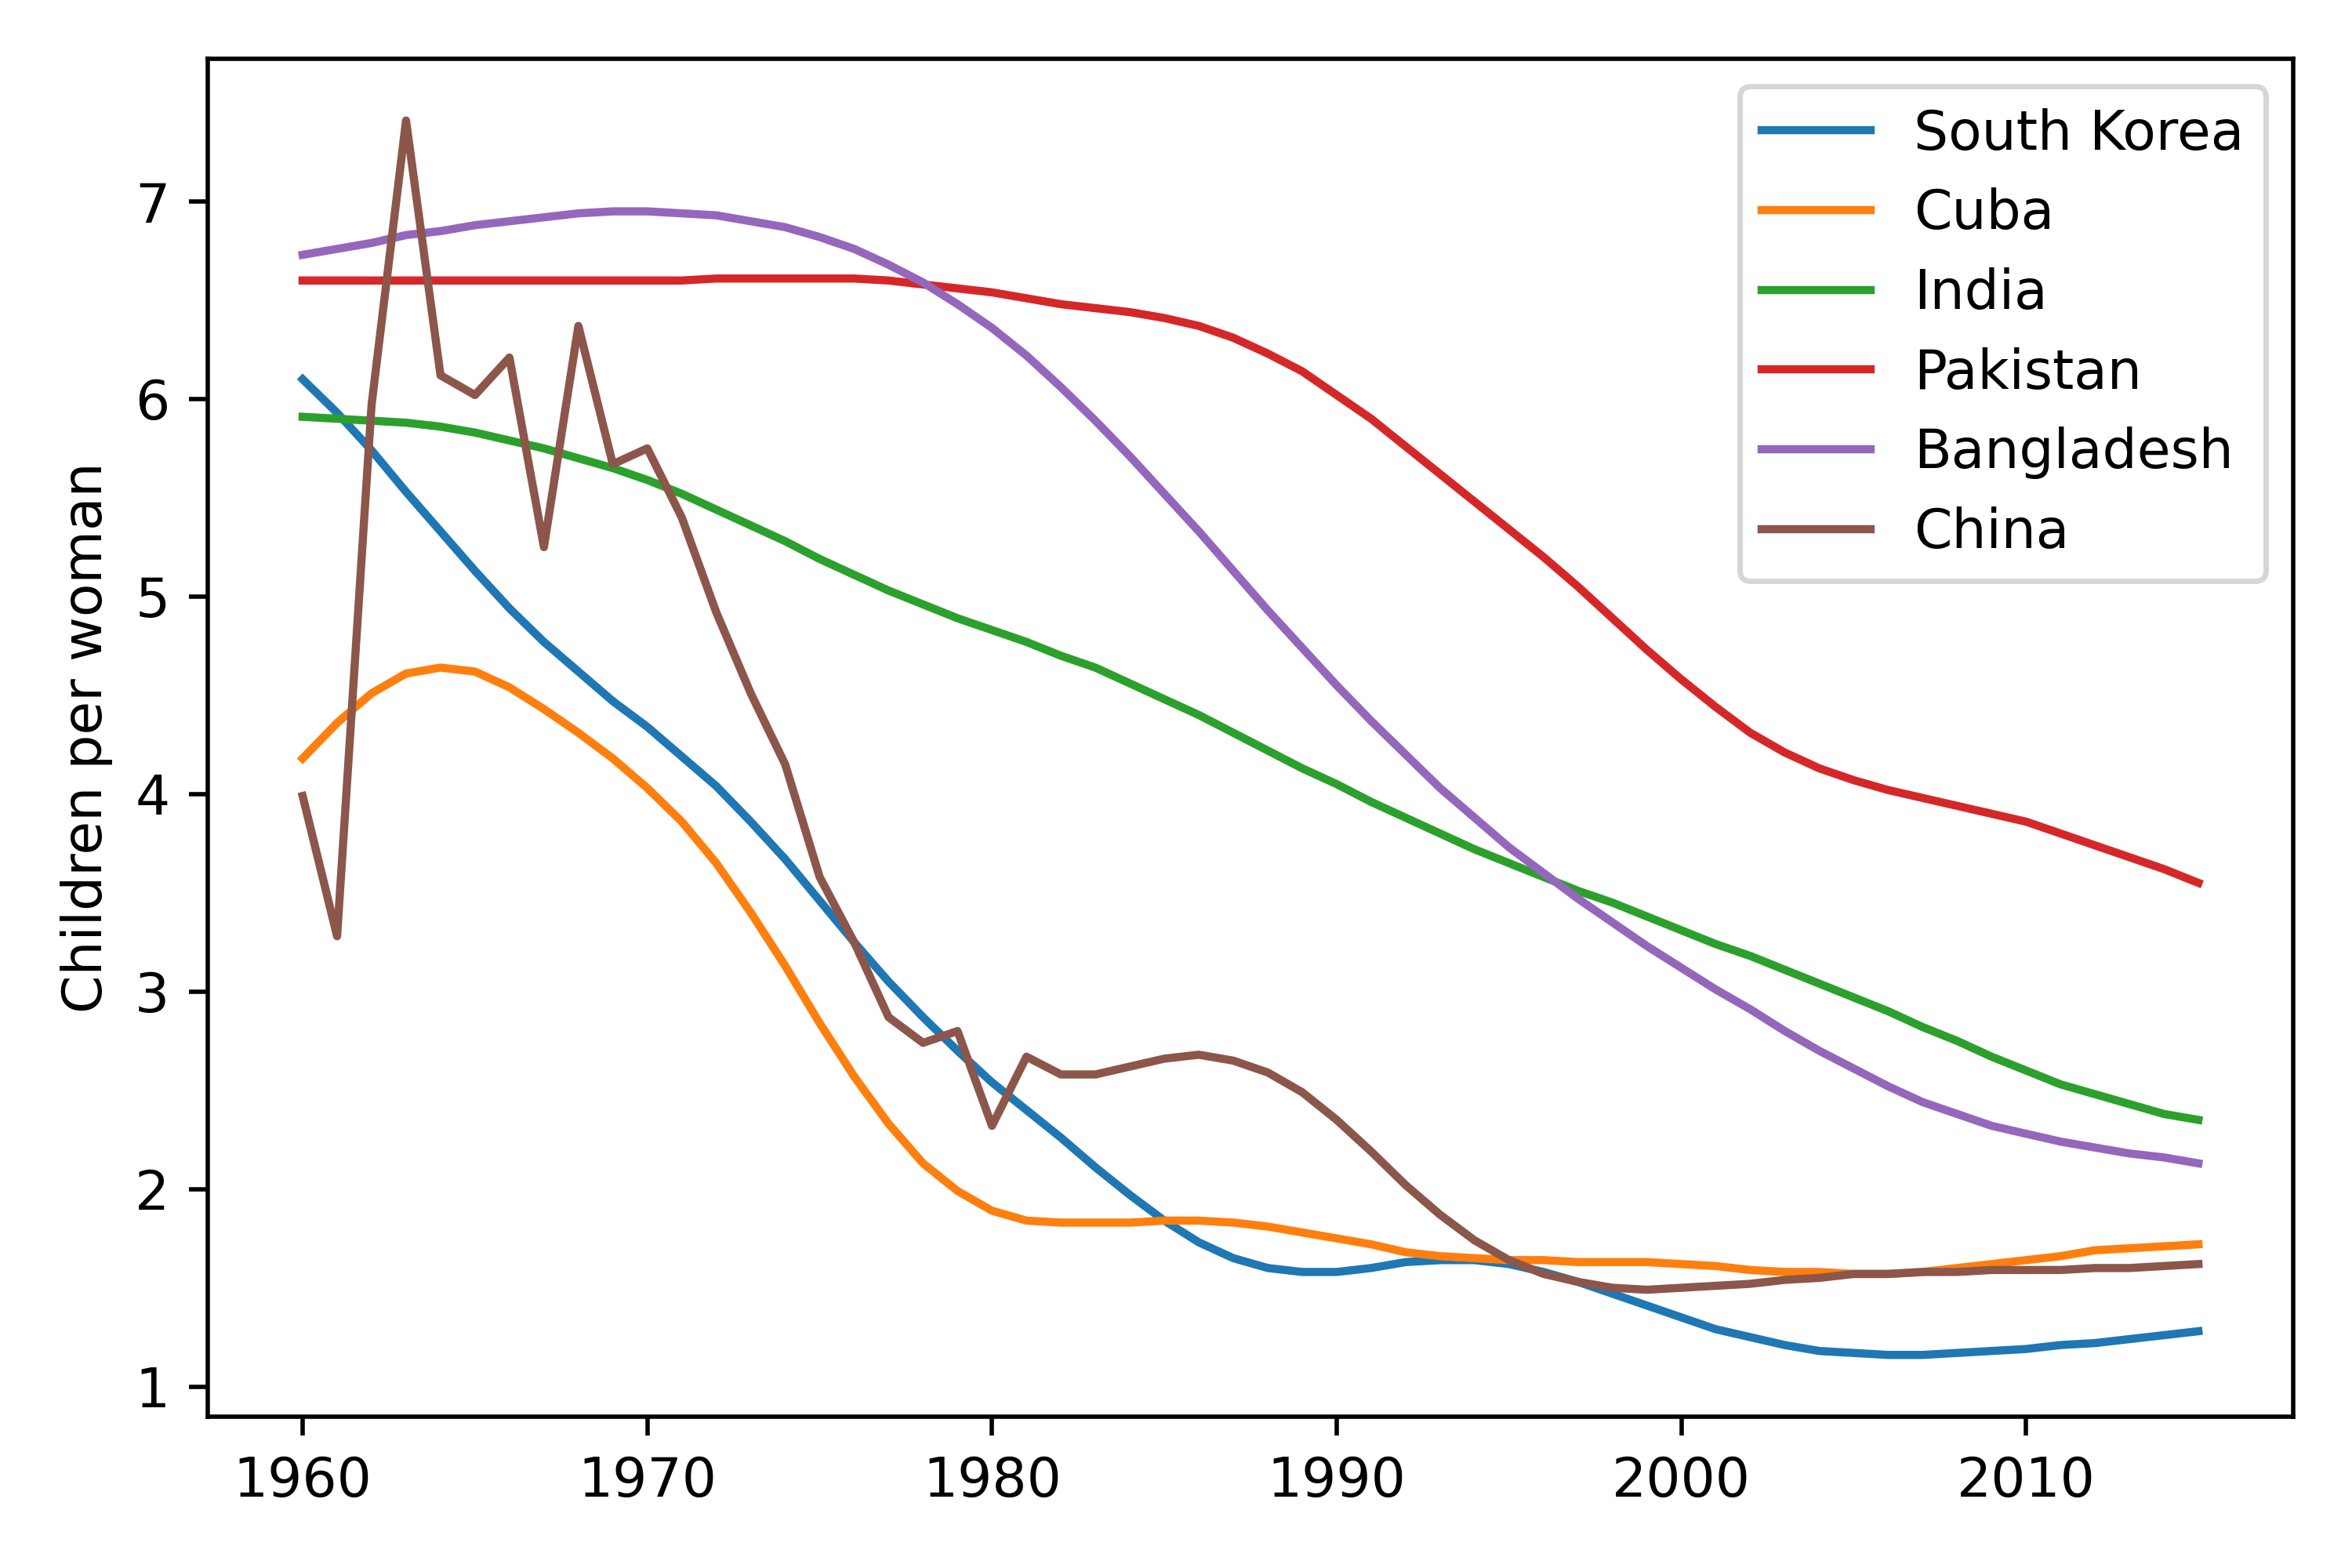 Children per woman
7
6
5
4
3
2
1
1960 1970 1980 1990 2000 2010
South Korea
Cuba
India
Pakistan
Bangladesh
China